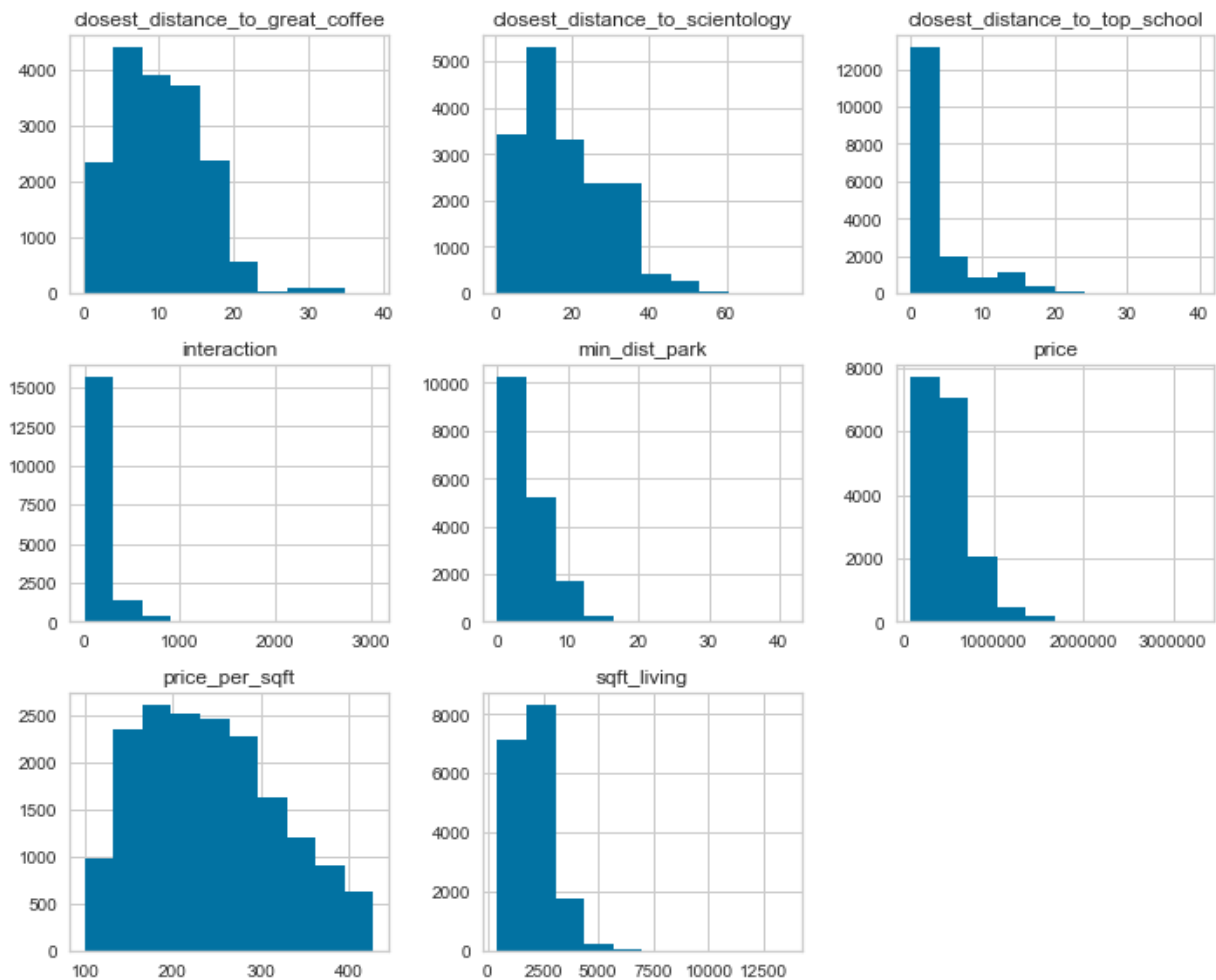 closest_distance_to_great_coffee
4000
3000
2000
1000
0
0 10 20 30 40
closest_distance_to_scientology
5000
4000
3000
2000
1000
0
0 20 40 60
closest_distance_to_top_school
12000
10000
8000
6000
4000
2000
0
0 10 20 30 40
interaction
15000
12500
10000
7500
5000
2500
0
0 1000 2000 3000
min_dist_park
10000
8000
6000
4000
2000
0
0 10 20 30 40
price
8000
6000
4000
2000
0
0 1000000 2000000 3000000
price_per_sqft
2500
2000
1500
1000
500
0
100 200 300 400
sqft_living
8000
6000
4000
2000
0
0 2500 5000 7500 10000 12500